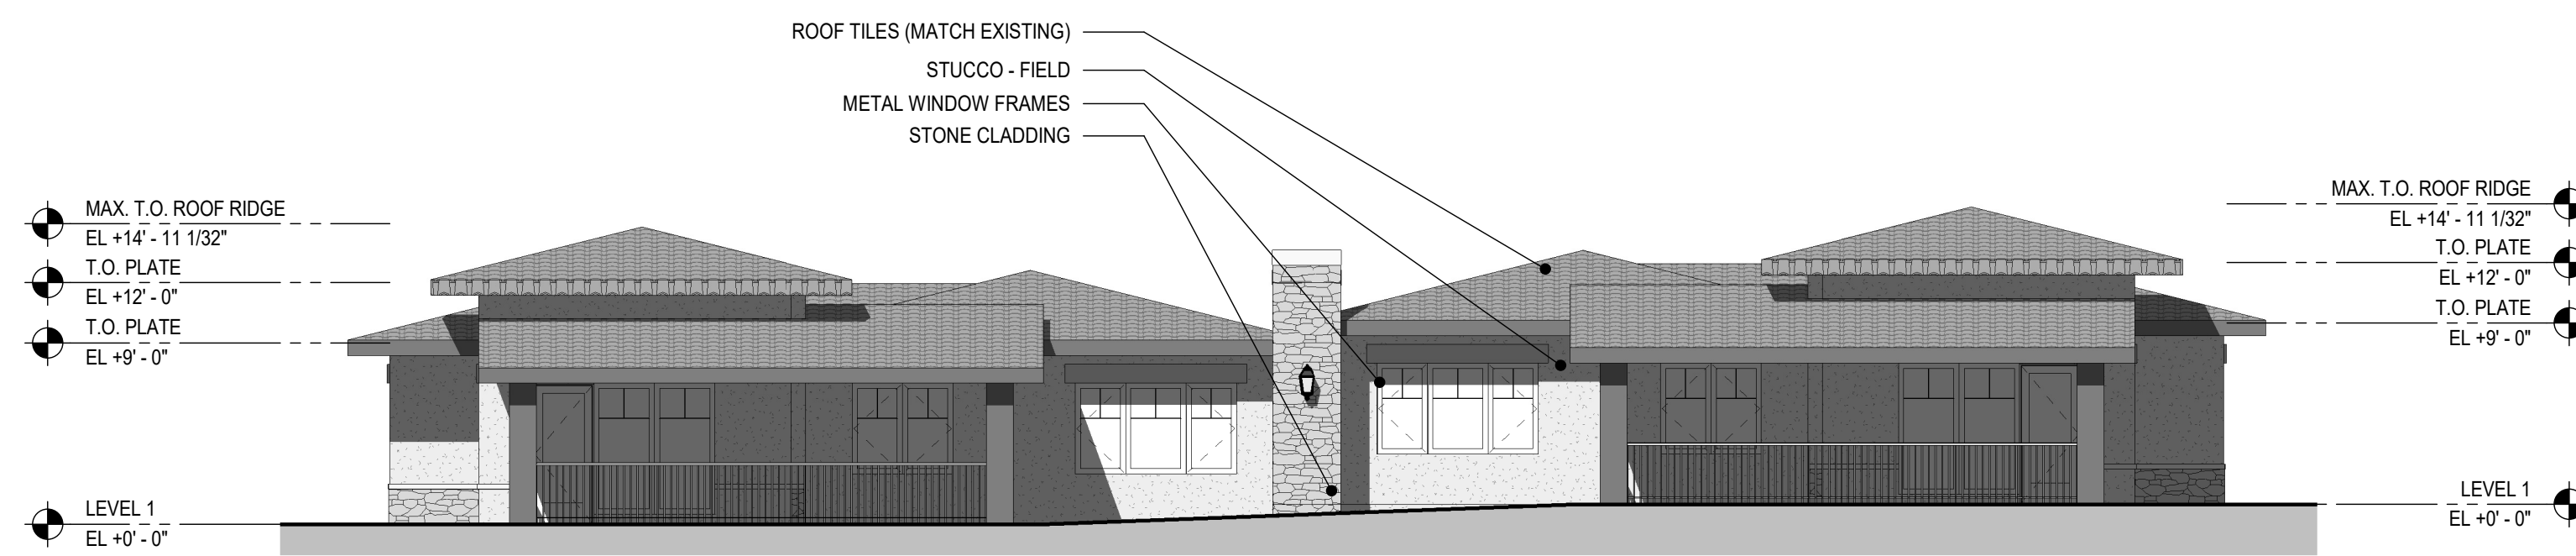 ROOF TILES (MATCH EXISTING)
STUCCO - FIELD
METAL WINDOW FRAMES
STONE CLADDING
MAX. T.O. ROOF RIDGE
EL +14' - 11 1/32"
T.O. PLATE
EL +12' - 0"
T.O. PLATE
EL +9' - 0"
LEVEL 1
EL +0' - 0"
MAX. T.O. ROOF RIDGE
EL +14' - 11 1/32"
T.O. PLATE
EL +12' - 0"
T.O. PLATE
EL +9' - 0"
LEVEL 1
EL +0' - 0"